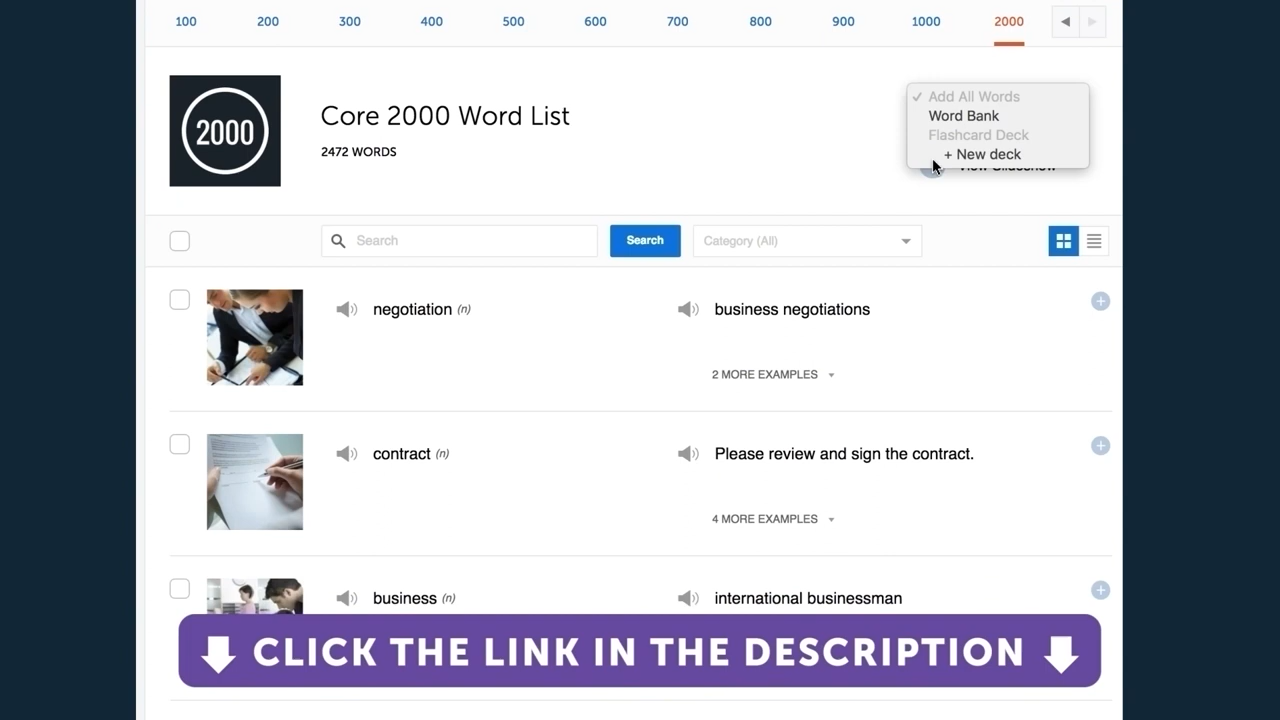 100 200 300 400 500 600 700 800 900 1000 2000
2000
Core 2000 Word List
2472 WORDS
Add All Words
Word Bank
Flashcard Deck
+ New deck
View Slideshow
Search
Search
Category (All)
negotiation (n)
business negotiations
2 MORE EXAMPLES
contract (n)
Please review and sign the contract.
4 MORE EXAMPLES
business (n)
international businessman
CLICK THE LINK IN THE DESCRIPTION